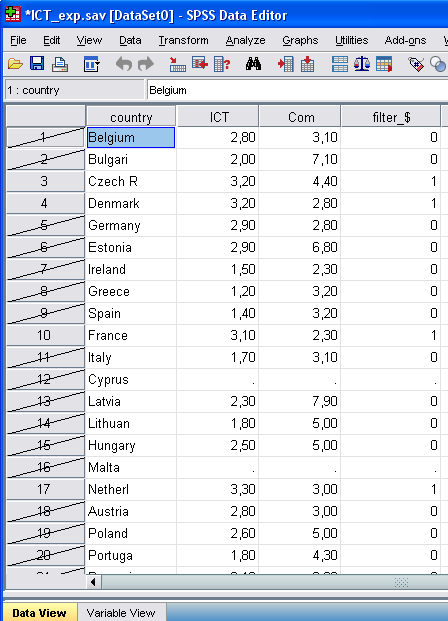 *ICT_exp.sav [DataSet0] - SPSS Data Editor
File Edit View Data Transform Analyze Graphs Utilities Add-ons W
1 : country Belgium
country ICT Com filter_$
1 Belgium 2,80 3,10 0
2 Bulgari 2,00 7,10 0
3 Czech R 3,20 4,40 1
4 Denmark 3,20 2,80 1
5 Germany 2,90 2,80 0
6 Estonia 2,90 6,80 0
7 Ireland 1,50 2,30 0
8 Greece 1,20 3,20 0
9 Spain 1,40 3,20 0
10 France 3,10 2,30 1
11 Italy 1,70 3,10 0
12 Cyprus . . .
13 Latvia 2,30 7,90 0
14 Lithuan 1,80 5,00 0
15 Hungary 2,50 5,00 0
16 Malta . . .
17 Netherl 3,30 3,00 1
18 Austria 2,80 3,00 0
19 Poland 2,60 5,00 0
20 Portuga 1,80 4,30 0
Data View Variable View